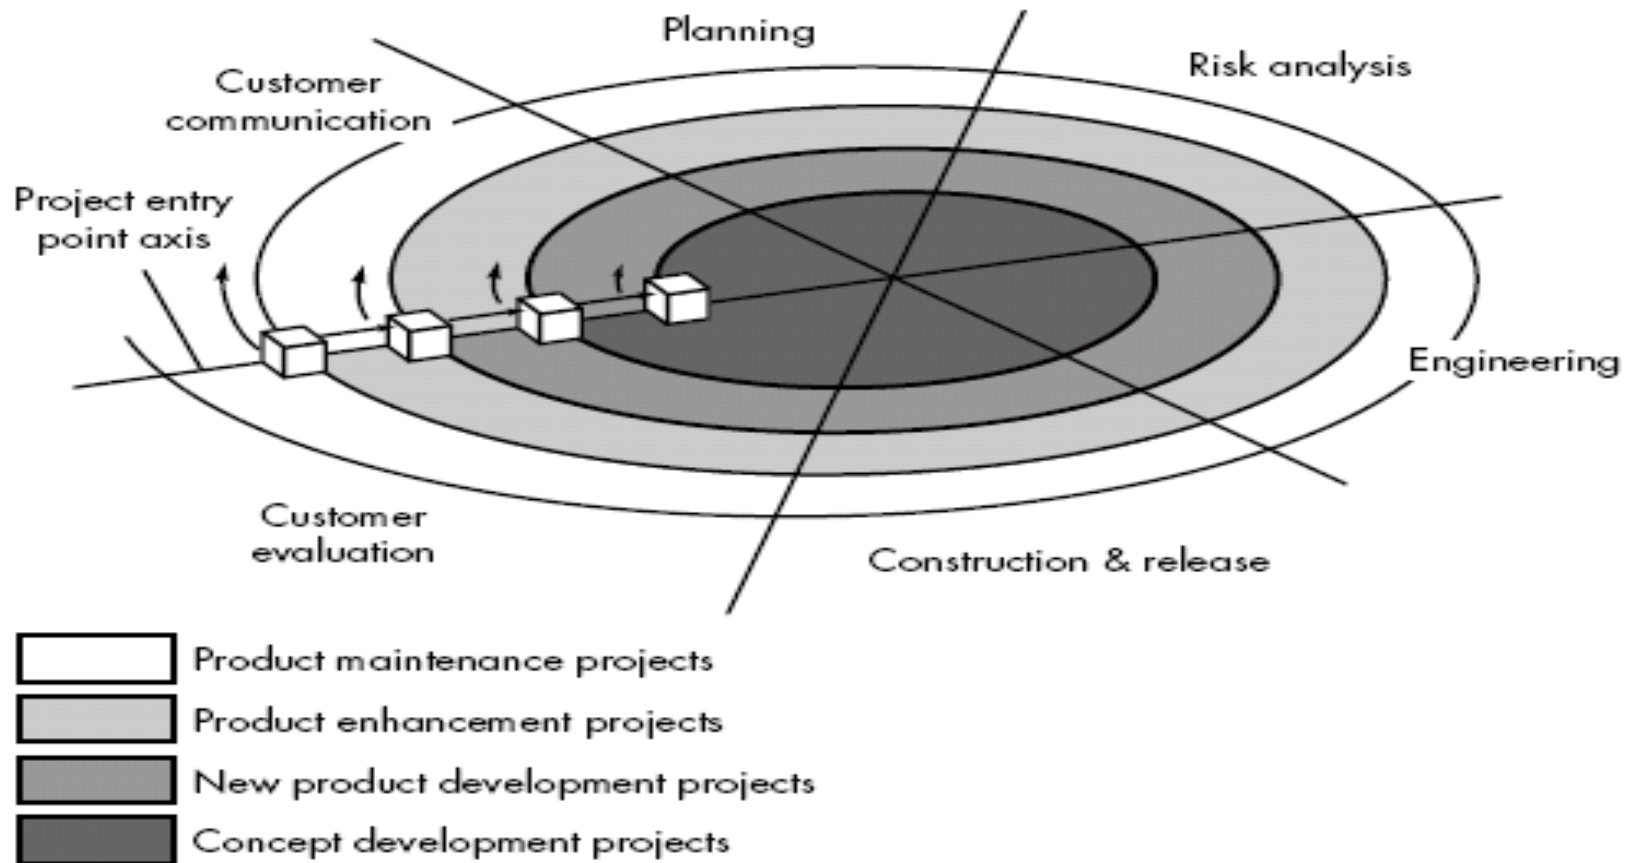 Planning
Risk analysis
Customer
communication
Project entry
point axis
Engineering
Customer
evaluation
Construction & release
Product maintenance projects
Product enhancement projects
New product development projects
Concept development projects